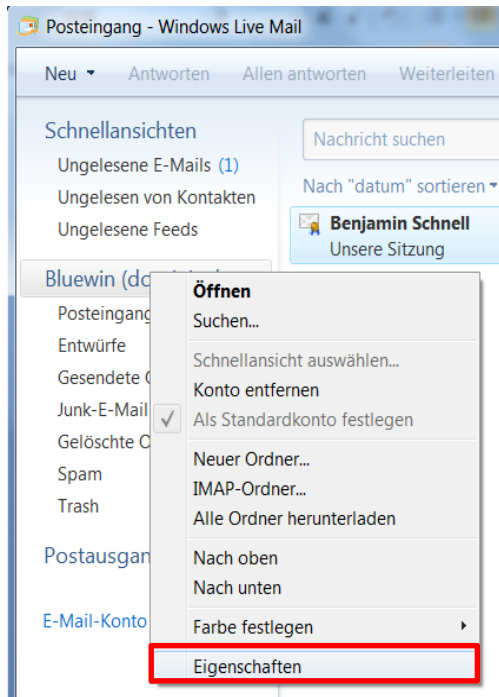 Posteingang - Windows Live Mail
Neu Antworten Allen antworten Weiterleiten
Schnellansichten
Ungelesene E-Mails (1)
Ungelesen von Kontakten
Ungelesene Feeds
Nachricht suchen
Nach "datum" sortieren
Benjamin Schnell
Unsere Sitzung
Bluewin
Posteingang
Entwürfe
Gesendete
Junk-E-Mail
Gelöschte
Spam
Trash
Postausgan
E-Mail-Konto
Öffnen
Suchen...
Schnellansicht auswählen...
Konto entfernen
Als Standardkonto festlegen
Neuer Ordner...
IMAP-Ordner...
Alle Ordner herunterladen
Nach oben
Nach unten
Farbe festlegen
Eigenschaften